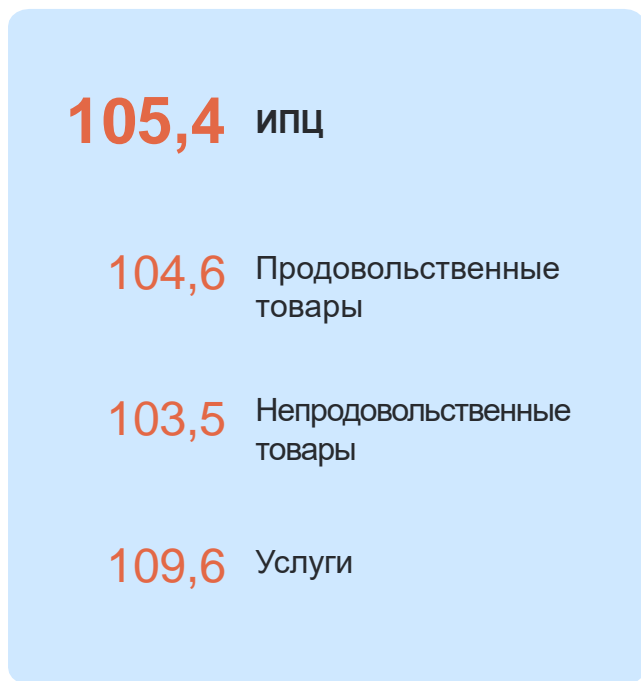 105,4 ИПЦ
104,6 Продовольственные
товары
103,5 Непродовольственные
товары
109,6 Услуги